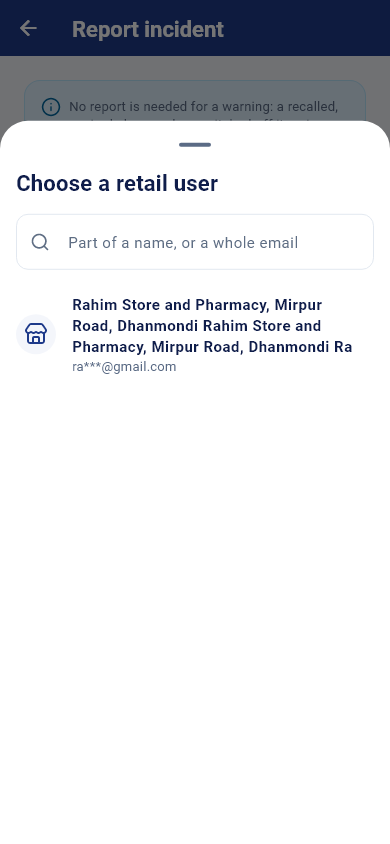 Report incident
No report is needed for a warning: a recalled,
Choose a retail user
Part of a name, or a whole email
Rahim Store and Pharmacy, Mirpur
Road, Dhanmondi Rahim Store and
Pharmacy, Mirpur Road, Dhanmondi Ra
ra***@gmail.com